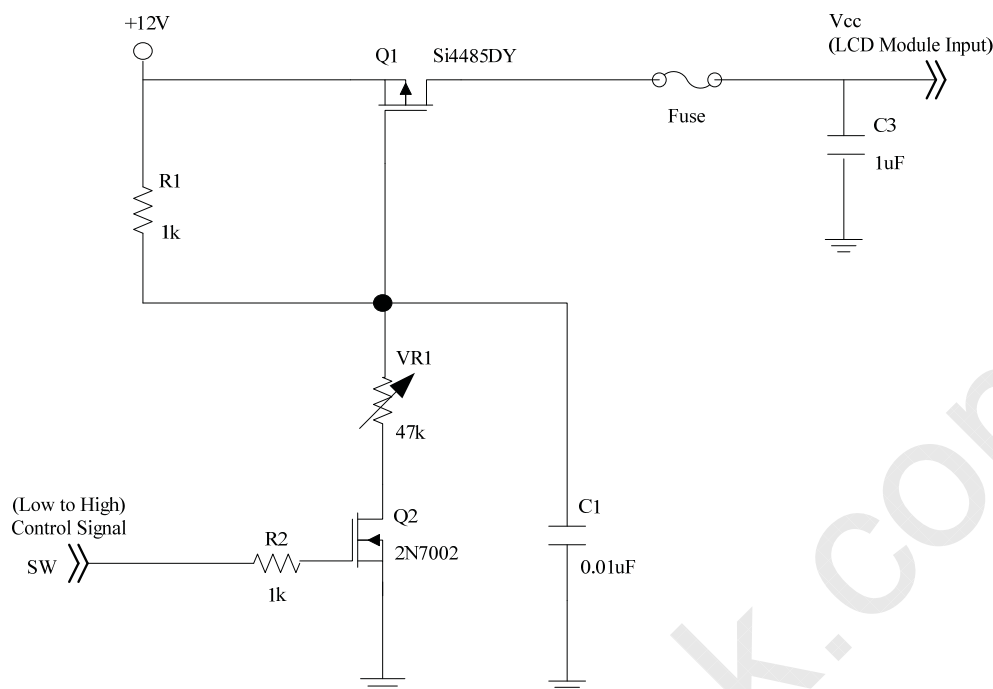 +12V
Q1
Si4485DY
Vcc
(LCD Module Input)
Fuse
C3
1uF
R1
1k
VR1
47k
(Low to High)
Control Signal
SW
R2
1k
Q2
2N7002
C1
0.01uF
k.com